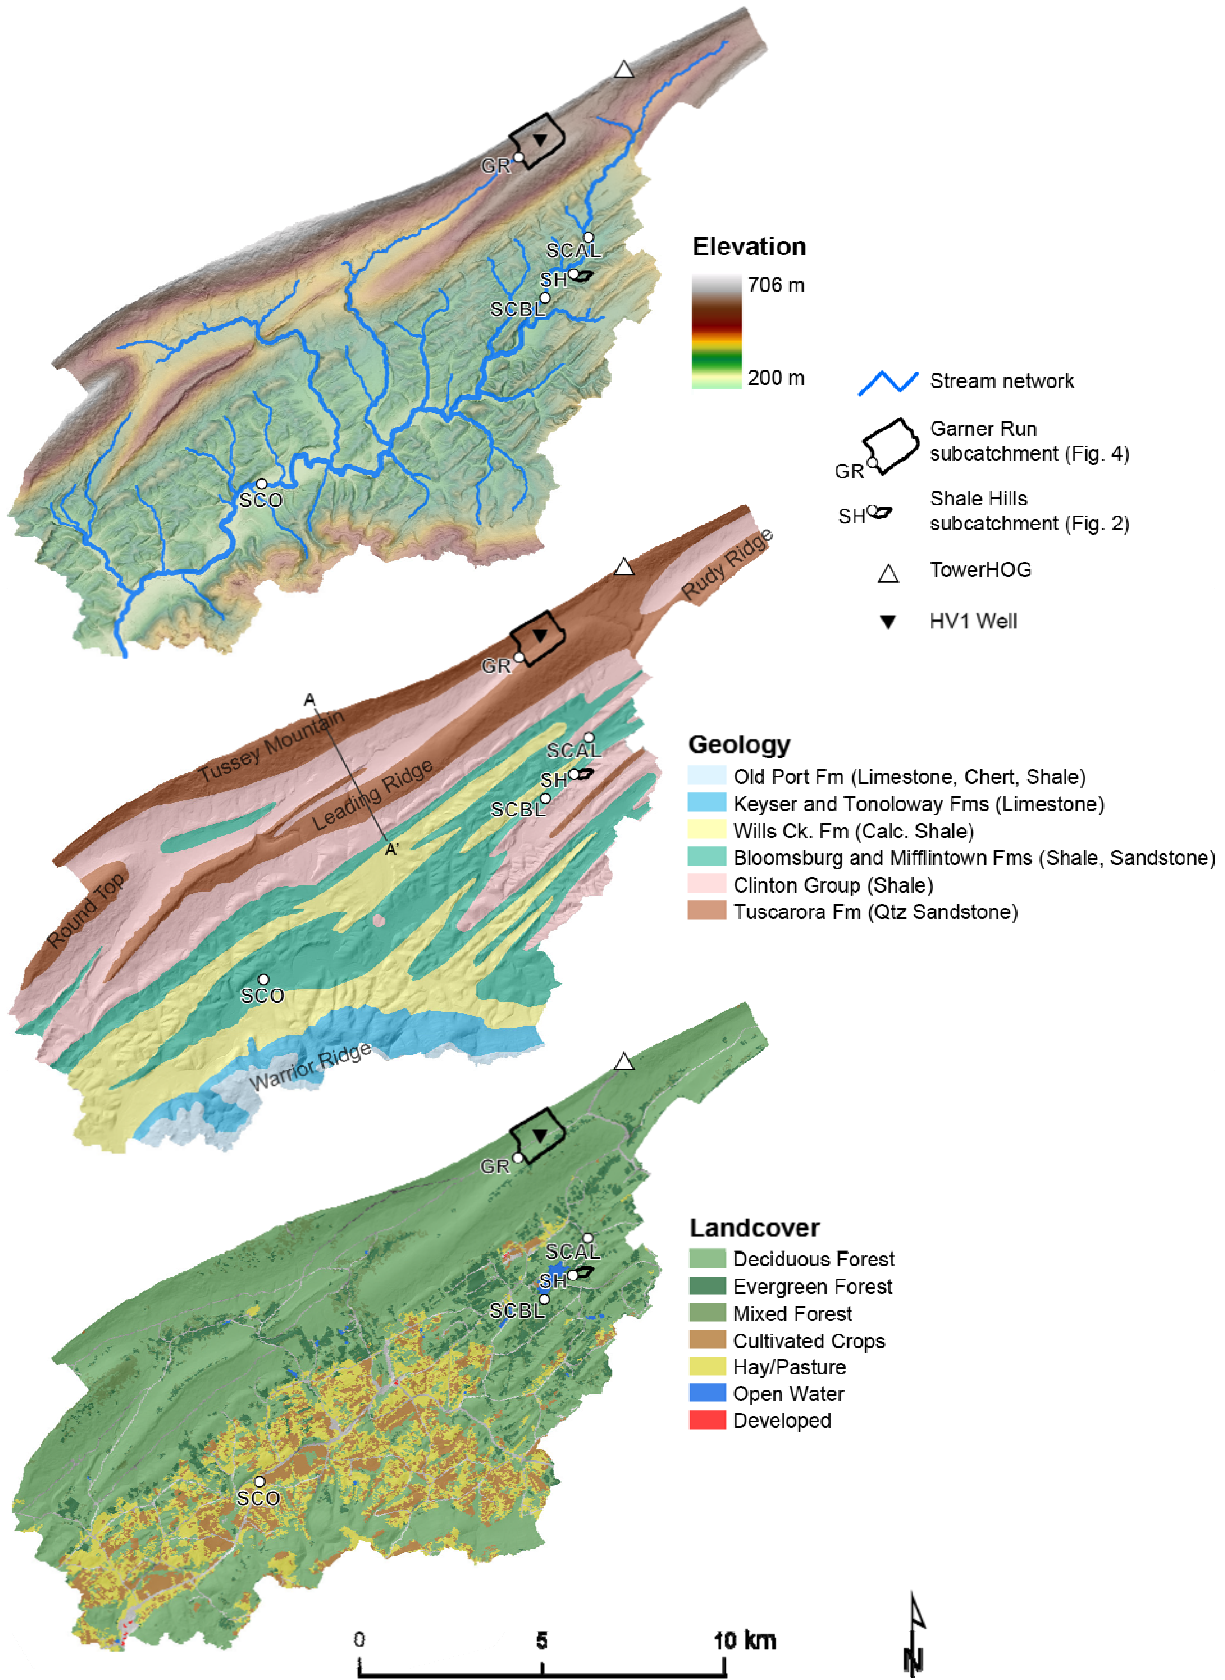 GR
SCAL
SH
SCBL
SCO
Elevation
706 m
200 m
Stream network
Garner Run
subcatchment (Fig. 4)
GR
Shale Hills
subcatchment (Fig. 2)
SH
TowerHOG
HV1 Well
Rudy Ridge
GR
A
Tussey Mountain
Leading Ridge
A'
SCAL
SH
SCBL
Round Top
SCO
Warrior Ridge
Geology
Old Port Fm (Limestone, Chert, Shale)
Keyser and Tonoloway Fms (Limestone)
Wills Ck. Fm (Calc. Shale)
Bloomsburg and Mifflintown Fms (Shale, Sandstone)
Clinton Group (Shale)
Tuscarora Fm (Qtz Sandstone)
GR
SCAL
SH
SCBL
SCO
Landcover
Deciduous Forest
Evergreen Forest
Mixed Forest
Cultivated Crops
Hay/Pasture
Open Water
Developed
0 5 10 km
N